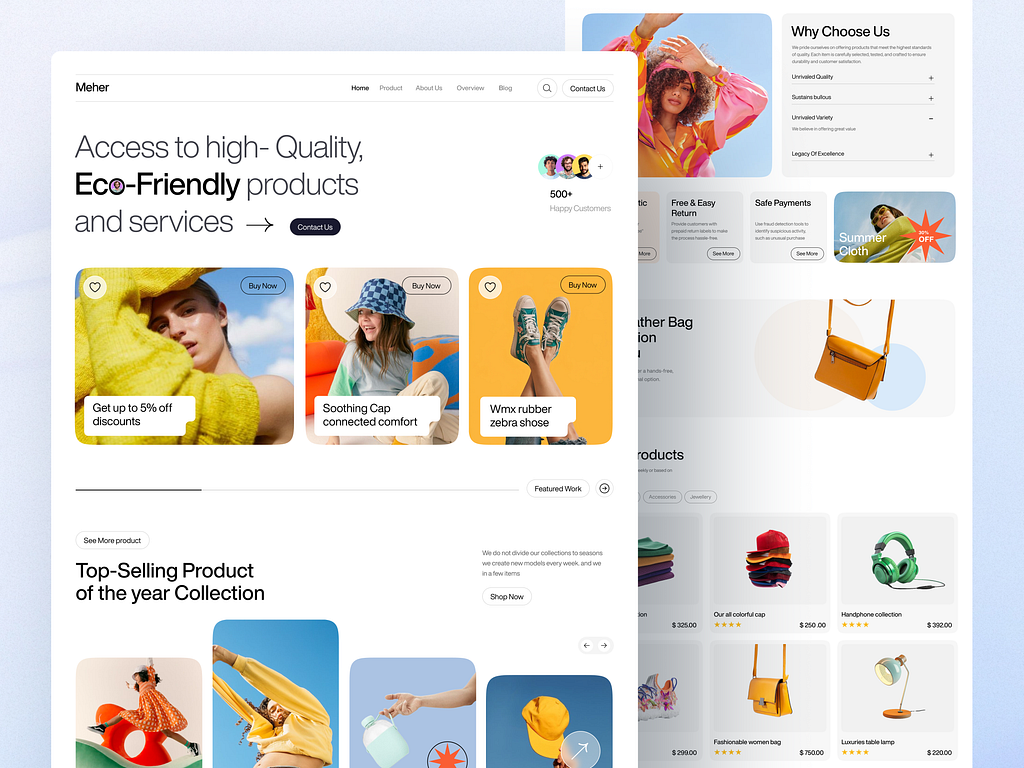 Meher
Home
Product
About Us
Overview
Blog
Contact Us
Access to high- Quality,
Eco-Friendly products
and services
Contact Us
+
500+
Happy Customers
Buy Now
Get up to 5% off
discounts
Buy Now
Soothing Cap
connected comfort
Buy Now
Wmx rubber
zebra shose
Featured Work
See More product
Top-Selling Product
of the year Collection
We do not divide our collections to seasons
we create new models every week. and we
in a few items
Shop Now
Why Choose Us
We pride ourselves on offering products that meet the highest standards
of quality. Each item is carefully selected, tested, and crafted to ensure
durability and customer satisfaction.
Unrivaled Quality +
Sustains bullous +
Unrivaled Variety -
We believe in offering great value
Legacy Of Excellence +
tic
More
Free & Easy
Return
Provide customers with
prepaid return labels to make
the process hassle-free.
See More
Safe Payments
Use fraud detection tools to
identify suspicious activity,
such as unusual purchase
See More
Summer
Cloth
30%
OFF
ather Bag
tion
u
r a hands-free,
nal option.
roducts
weekly or based on
Accessories
Jewellery
tion
$ 325.00
Our all colorful cap
$ 250 .00
Handphone collection
$ 392.00
$ 299.00
Fashionable women bag
$ 750.00
Luxuries table lamp
$ 220.00